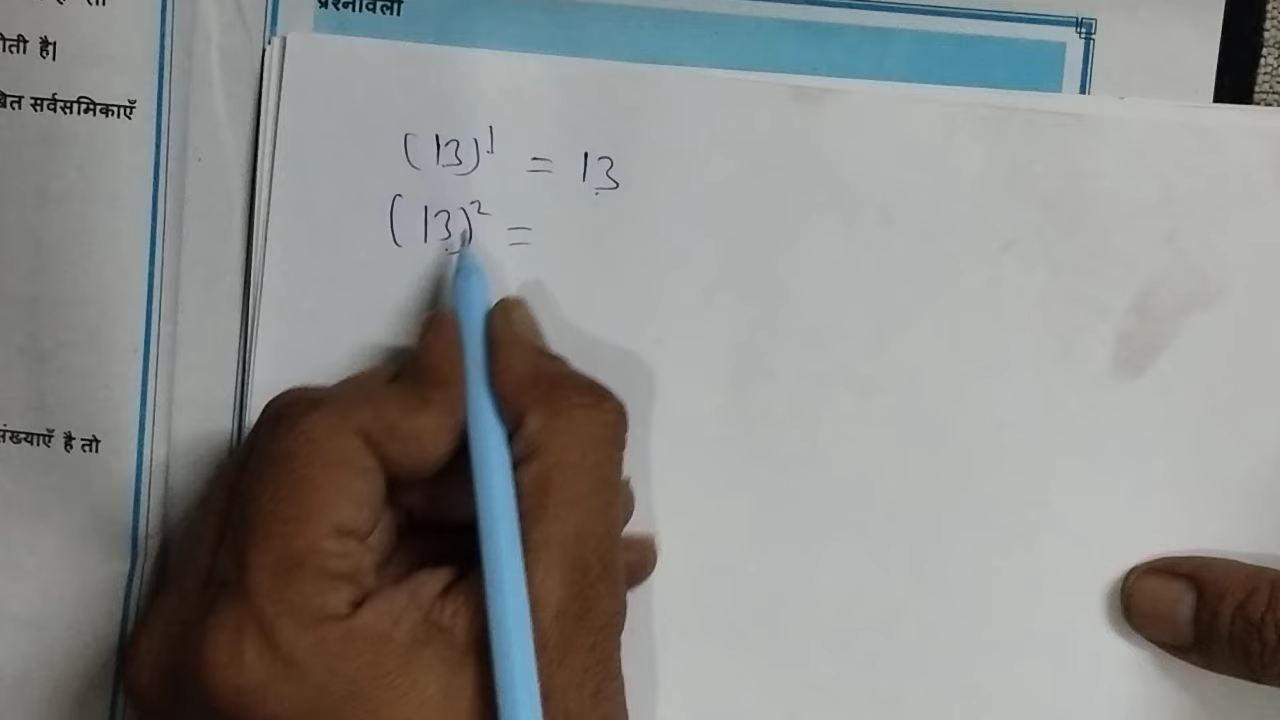 प्रश्नावली
है।
सर्वसमिकाएँ
(13)¹ = 13
(13)² =
है तो